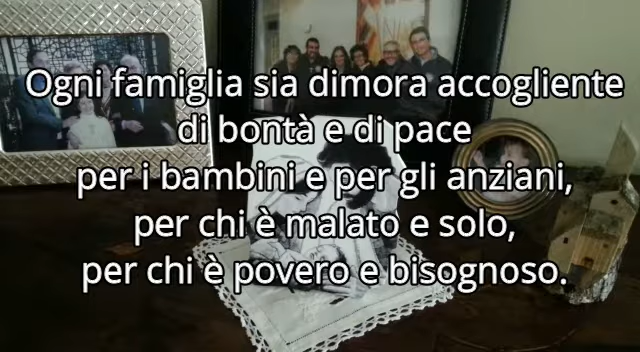 Ogni famiglia sia dimora accogliente
di bontà e di pace
per i bambini e per gli anziani,
per chi è malato e solo,
per chi è povero e bisognoso.